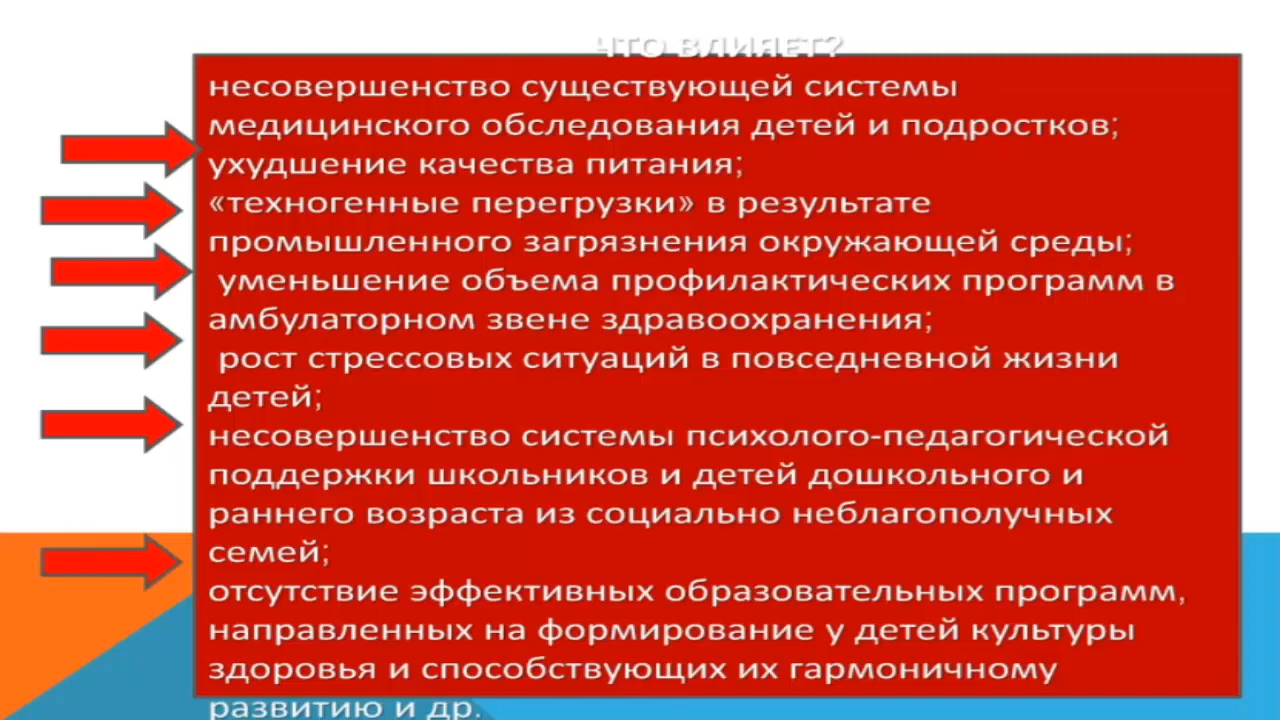 ЧТО ВЛИЯЕТ?
несовершенство существующей системы
медицинского обследования детей и подростков;
ухудшение качества питания;
«техногенные перегрузки» в результате
промышленного загрязнения окружающей среды;
уменьшение объема профилактических программ в
амбулаторном звене здравоохранения;
рост стрессовых ситуаций в повседневной жизни
детей;
несовершенство системы психолого-педагогической
поддержки школьников и детей дошкольного и
раннего возраста из социально неблагополучных
семей;
отсутствие эффективных образовательных программ,
направленных на формирование у детей культуры
здоровья и способствующих их гармоничному
развитию и др.